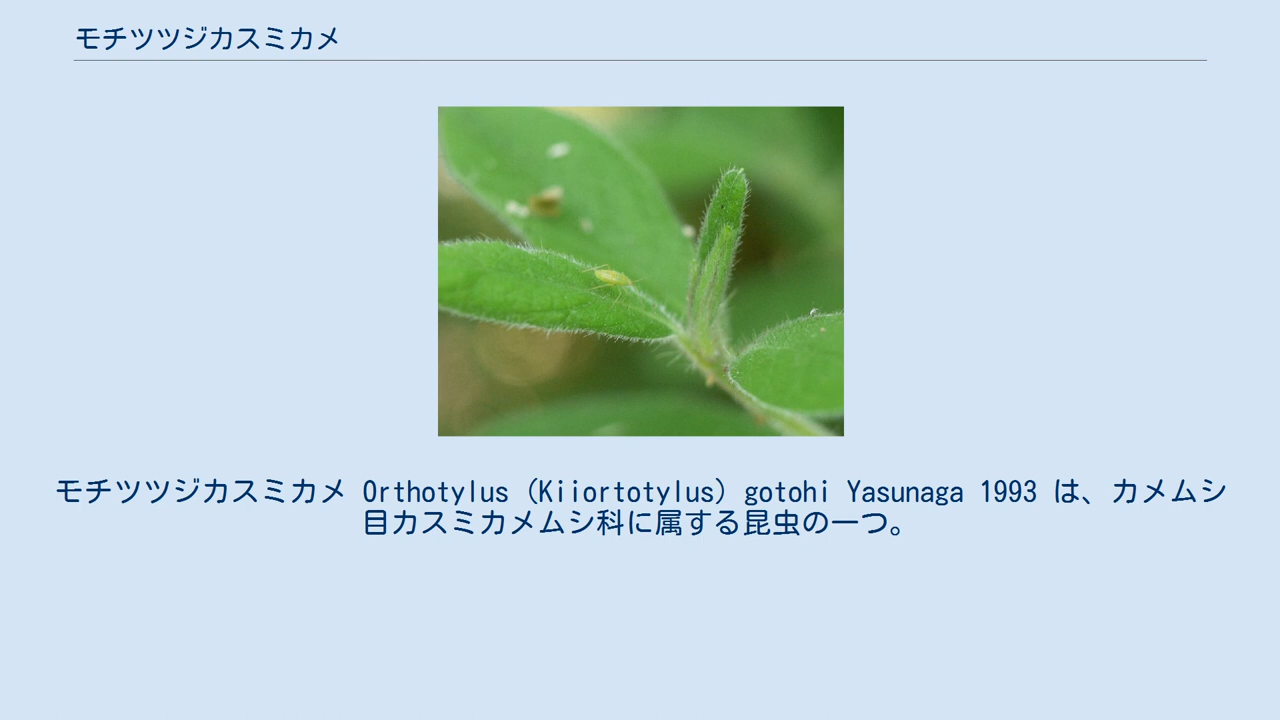 モチツツジカスミカメ
モチツツジカスミカメ Orthotylus (Kiiortotylus) gotohi Yasunaga 1993 は、カメムシ
目カスミカメムシ科に属する昆虫の一つ。